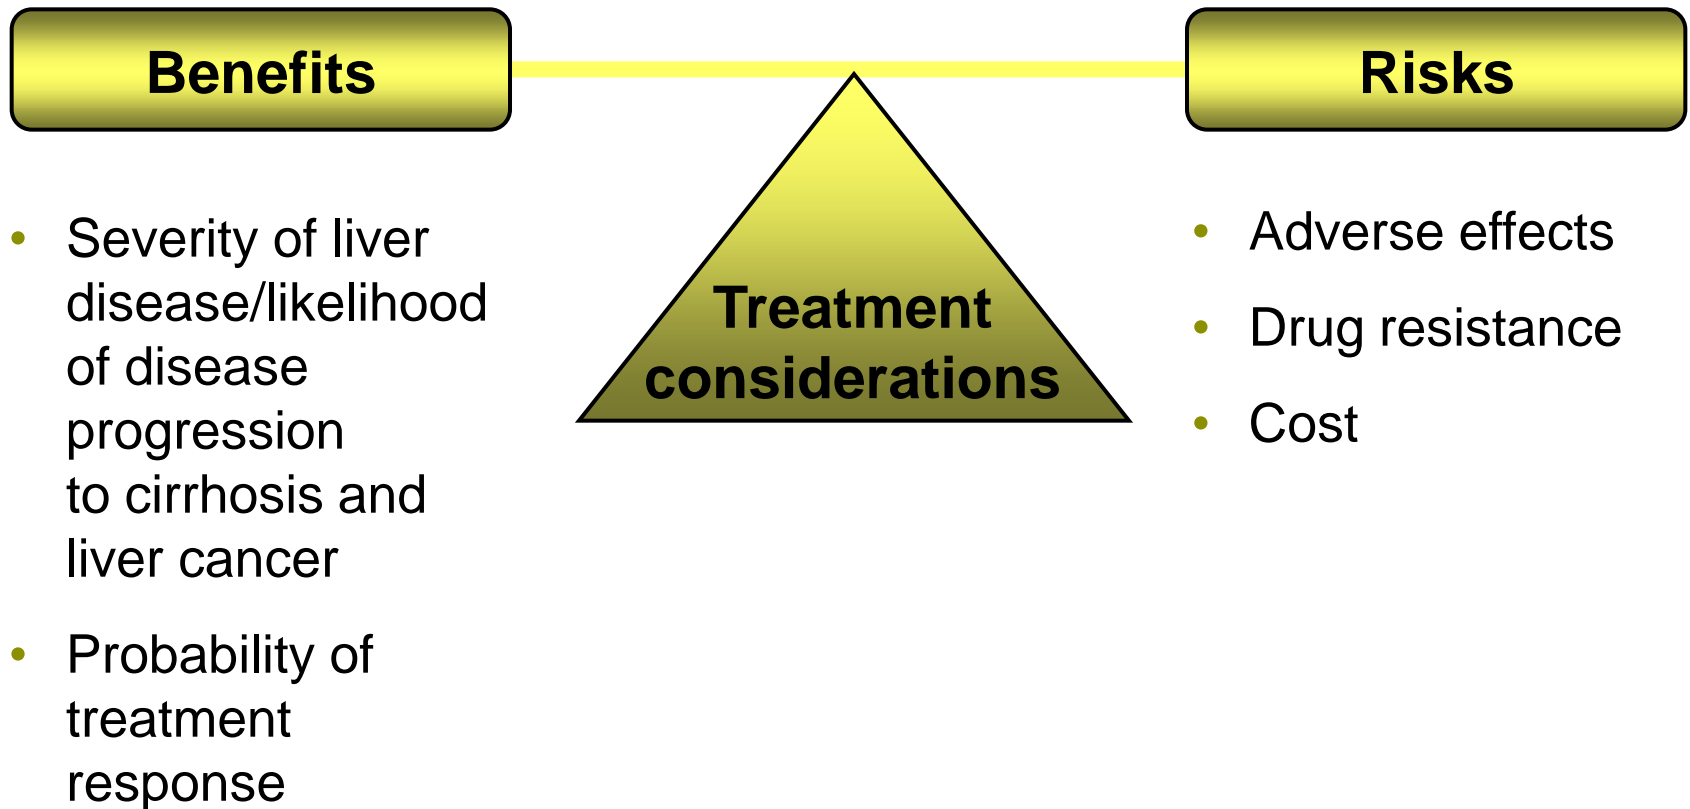 Benefits
Risks
Treatment
considerations
• Severity of liver
disease/likelihood
of disease
progression
to cirrhosis and
liver cancer
• Probability of
treatment
response
• Adverse effects
• Drug resistance
• Cost